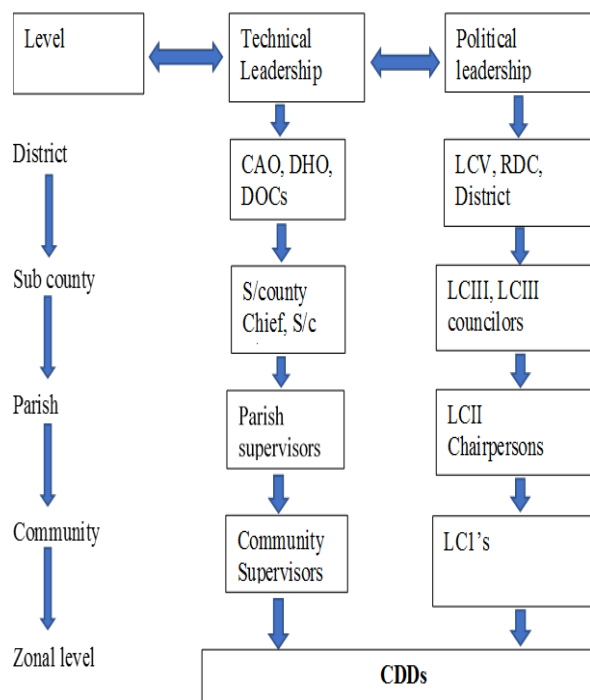 Level
Technical
Leadership
Political
leadership
District
CAO, DHO,
DOCs
LCV, RDC,
District
Sub county
S/county
Chief, S/c
LCIII, LCIII
councilors
Parish
Parish
supervisors
LCII
Chairpersons
Community
Community
Supervisors
LC1’s
Zonal level
CDDs